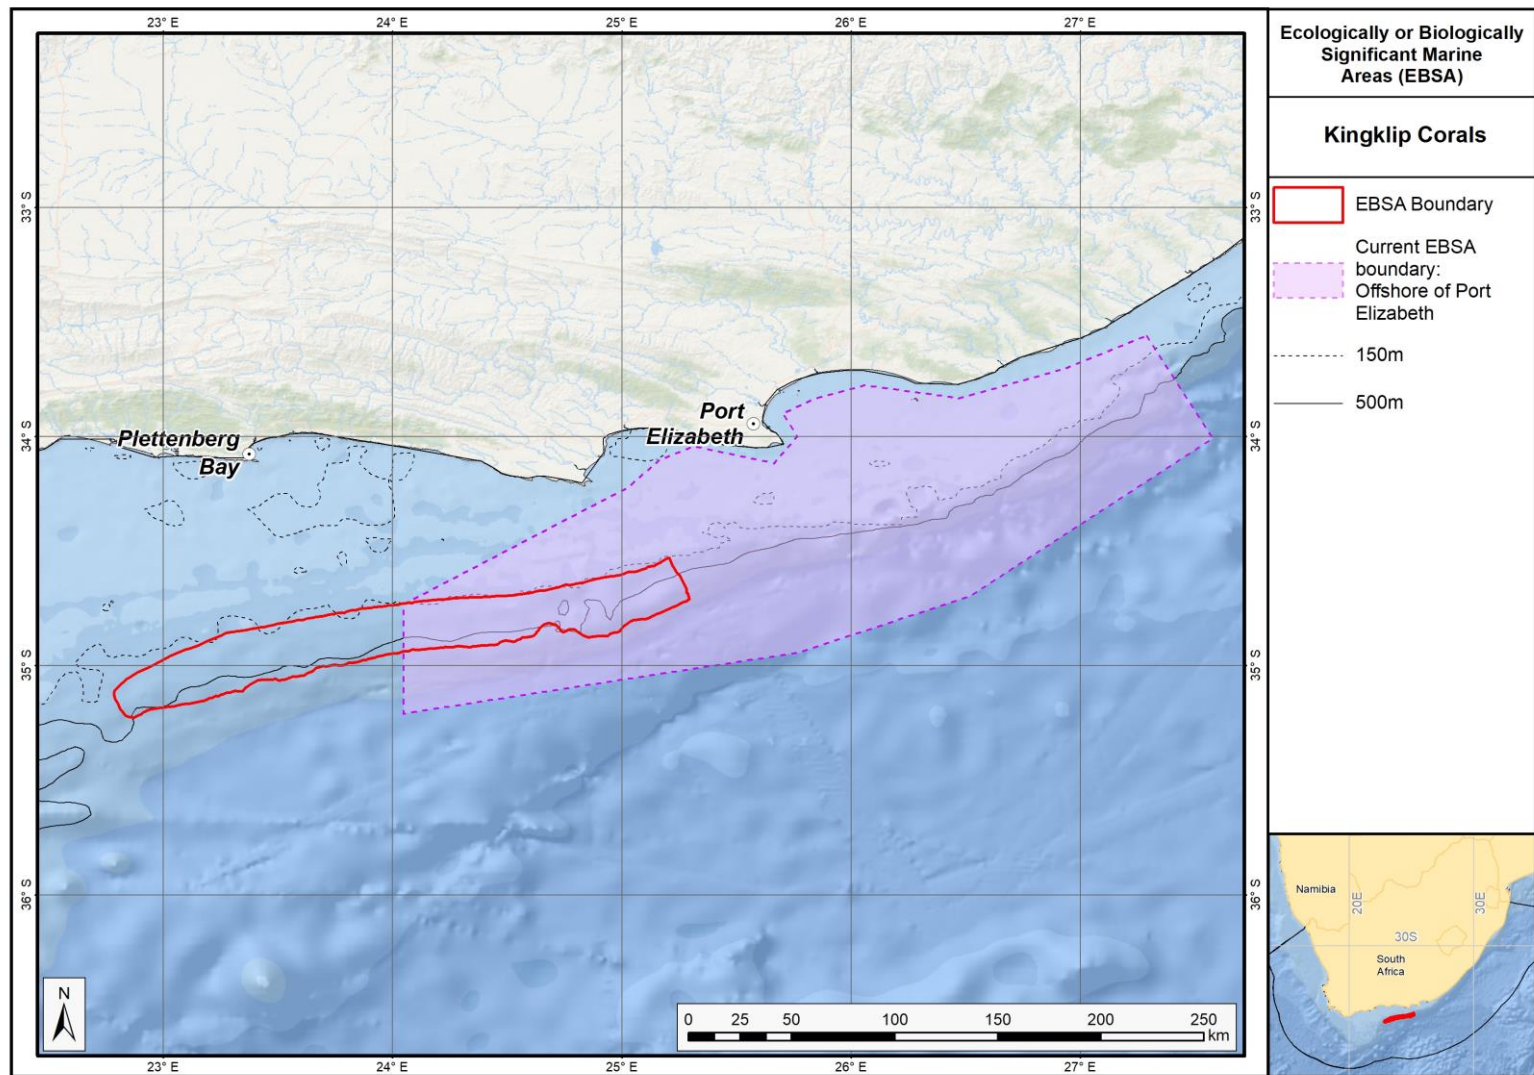 23° E 24° E 25° E 26° E 27° E
Ecologically or Biologically
Significant Marine
Areas (EBSA)
Kingklip Corals
EBSA Boundary
Current EBSA
boundary:
Offshore of Port
Elizabeth
150m
500m
33° S 33° S
34° S 34° S
35° S 35° S
36° S 36° S
Plettenberg
Bay
Port
Elizabeth
N
0 25 50 100 150 200 250
km
23° E 24° E 25° E 26° E 27° E
Namibia
20E
30E
30S
South
Africa